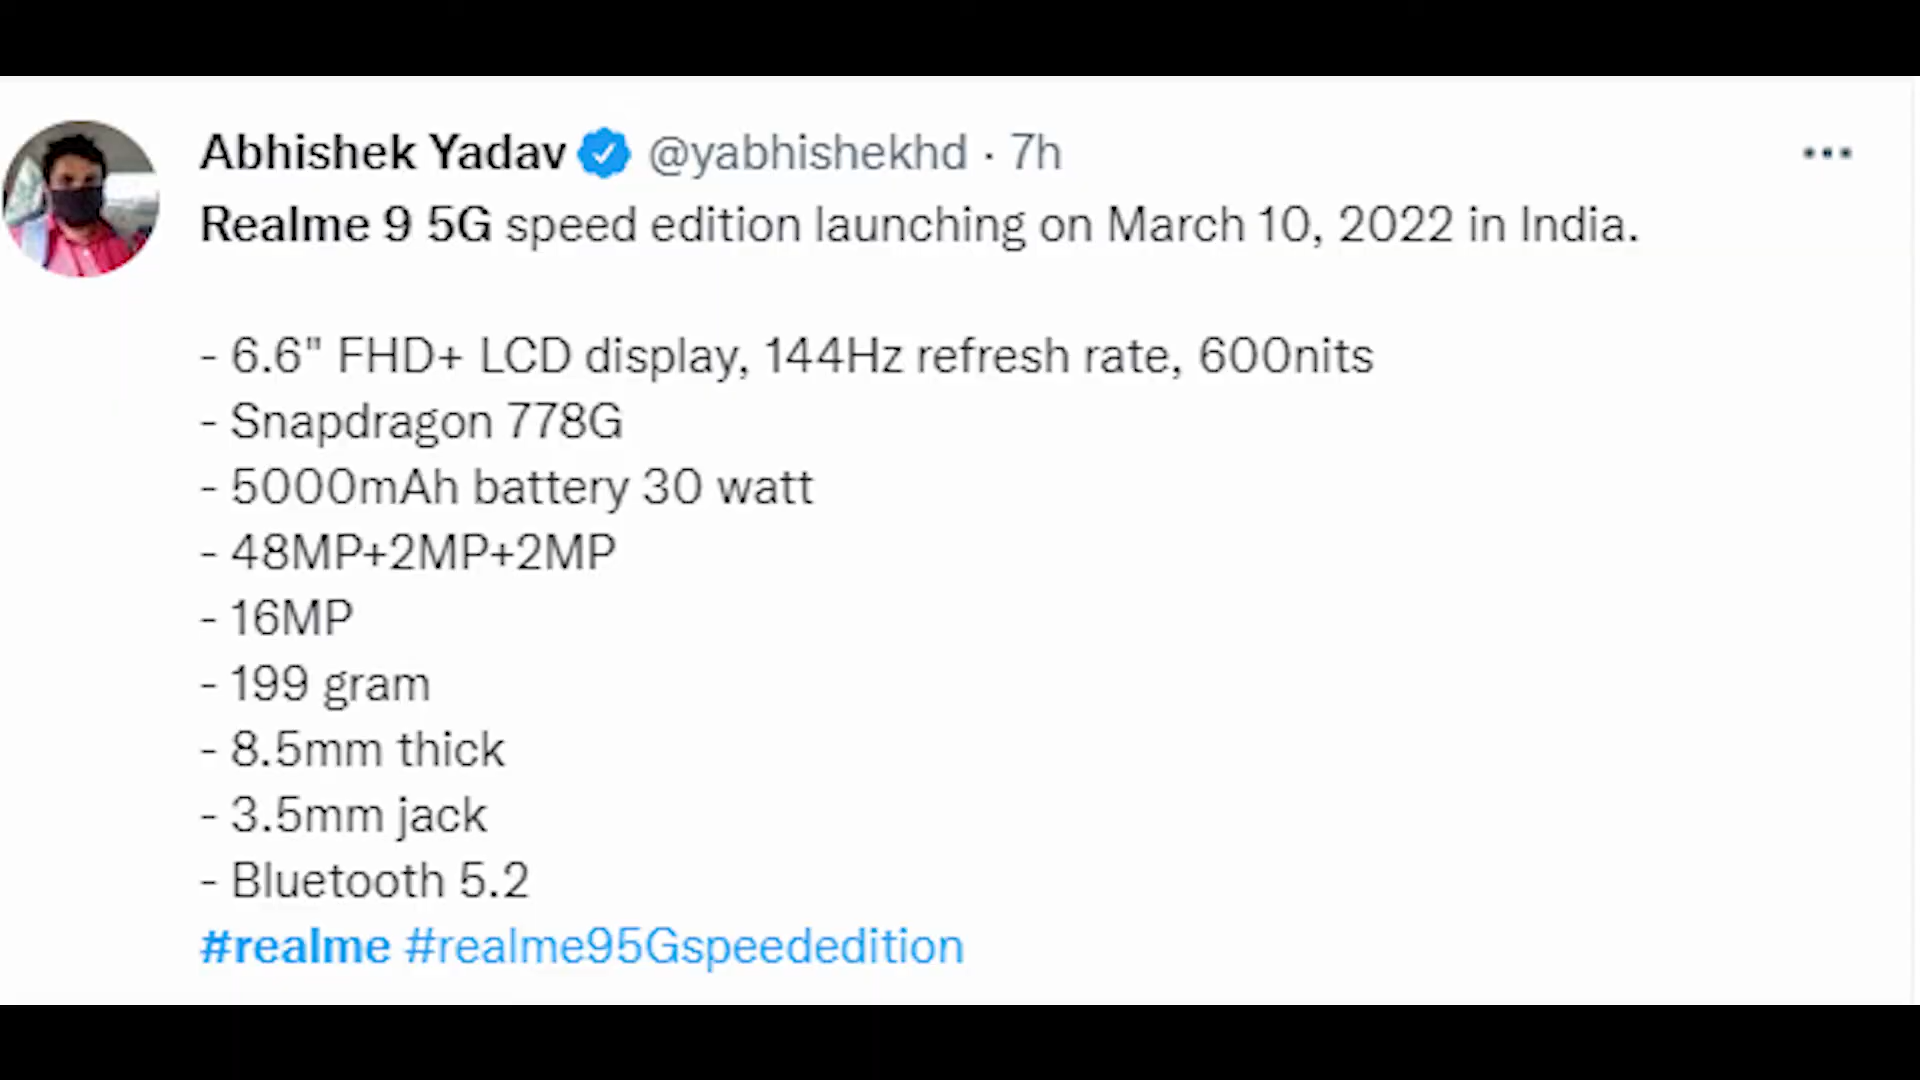 Abhishek Yadav @yabhishekhd · 7h
Realme 9 5G speed edition launching on March 10, 2022 in India.
- 6.6" FHD+ LCD display, 144Hz refresh rate, 600nits
- Snapdragon 778G
- 5000mAh battery 30 watt
- 48MP+2MP+2MP
- 16MP
- 199 gram
- 8.5mm thick
- 3.5mm jack
- Bluetooth 5.2
#realme #realme95Gspeededition